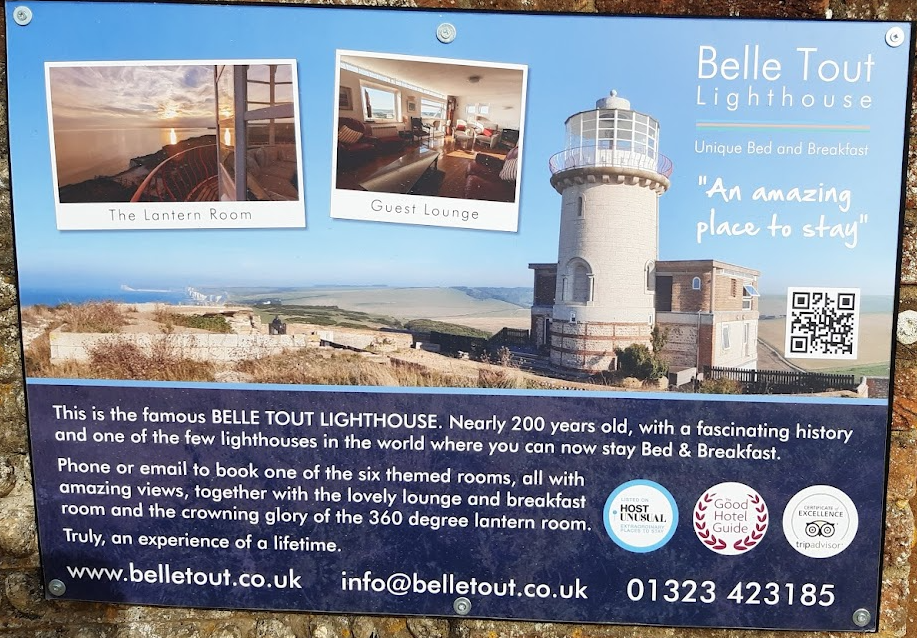 Belle Tout
Lighthouse
Unique Bed and Breakfast
"An amazing
place to stay"
The Lantern Room
Guest Lounge
This is the famous BELLE TOUT LIGHTHOUSE. Nearly 200 years old, with a fascinating history
and one of the few lighthouses in the world where you can now stay Bed & Breakfast.
Phone or email to book one of the six themed rooms, all with
amazing views, together with the lovely lounge and breakfast
room and the crowning glory of the 360 degree lantern room.
Truly, an experience of a lifetime.
LISTED ON
HOST
UNUSUAL
EXTRAORDINARY
PLACES TO STAY
The
GOOD
HOTEL
GUIDE
CERTIFICATE of
EXCELLENCE
tripadvisor
www.belletout.co.uk
info@belletout.co.uk
01323 423185